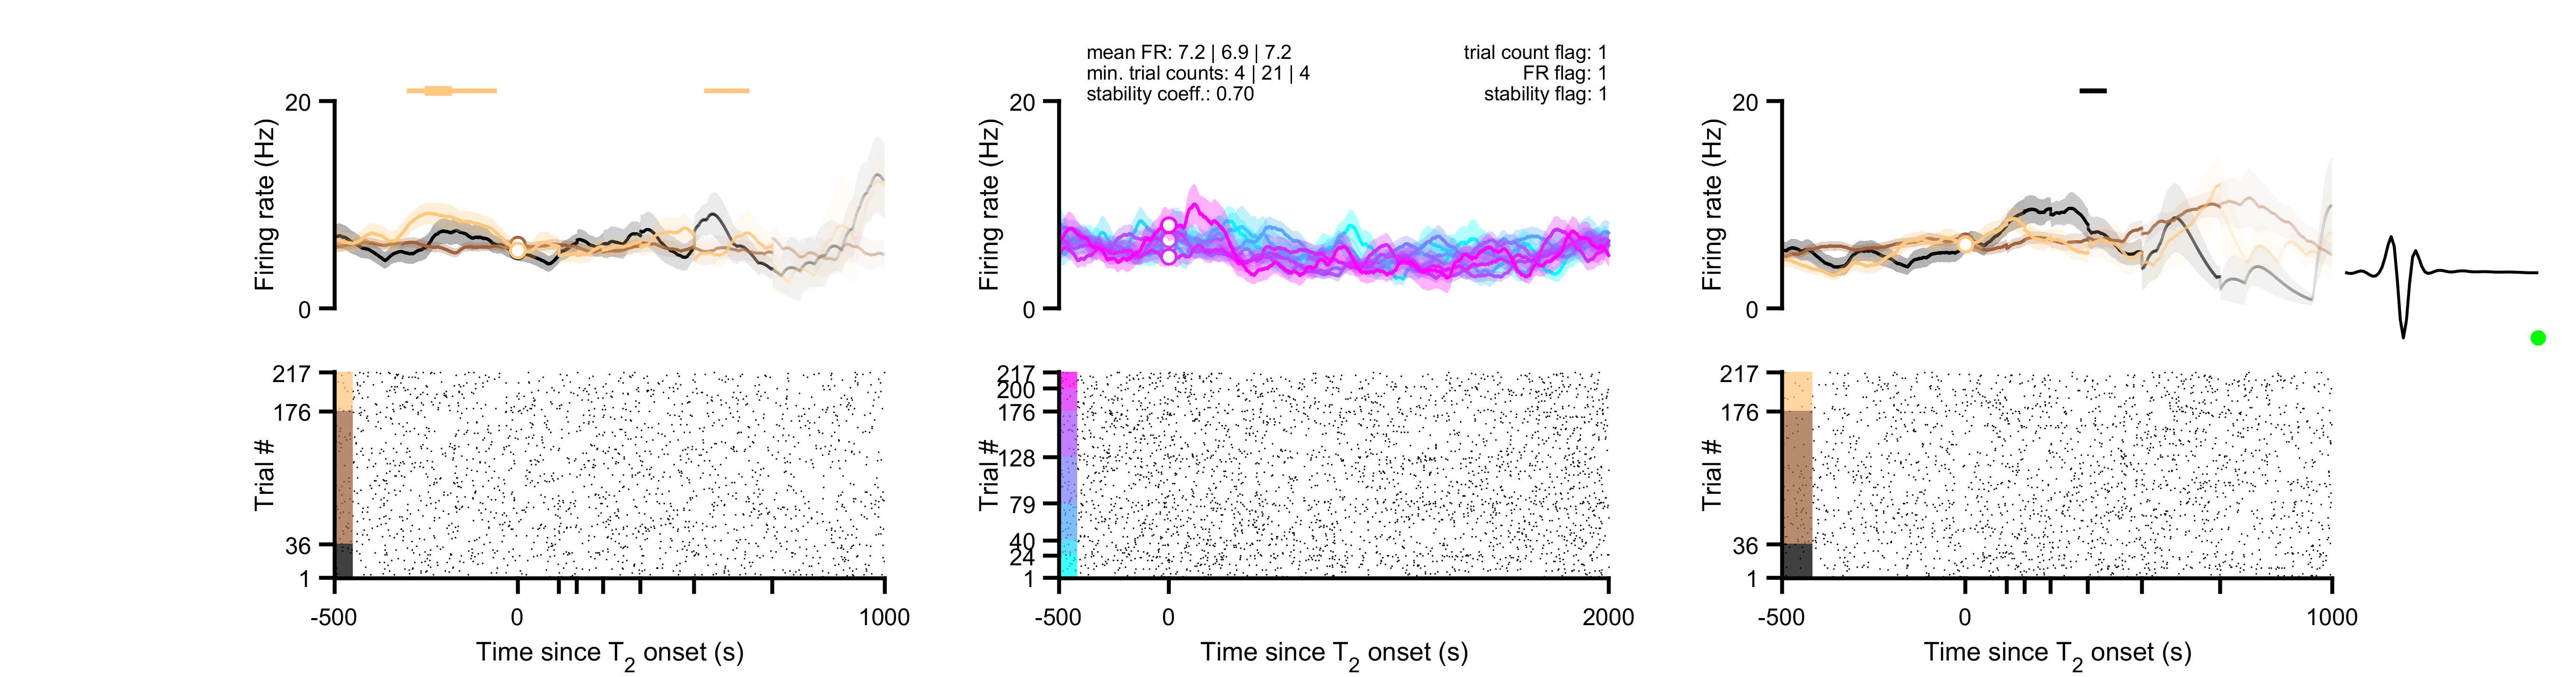 mean FR: 7.2 | 6.9 | 7.2
min. trial counts: 4 | 21 | 4
stability coeff.: 0.70
trial count flag: 1
FR flag: 1
stability flag: 1
20
0
Firing rate (Hz)
217
176
36
1
Trial #
-500
0
1000
Time since T2 onset (s)
20
0
Firing rate (Hz)
217
200
176
128
79
40
24
1
Trial #
-500
0
2000
Time since T2 onset (s)
20
0
Firing rate (Hz)
217
176
36
1
Trial #
-500
0
1000
Time since T2 onset (s)